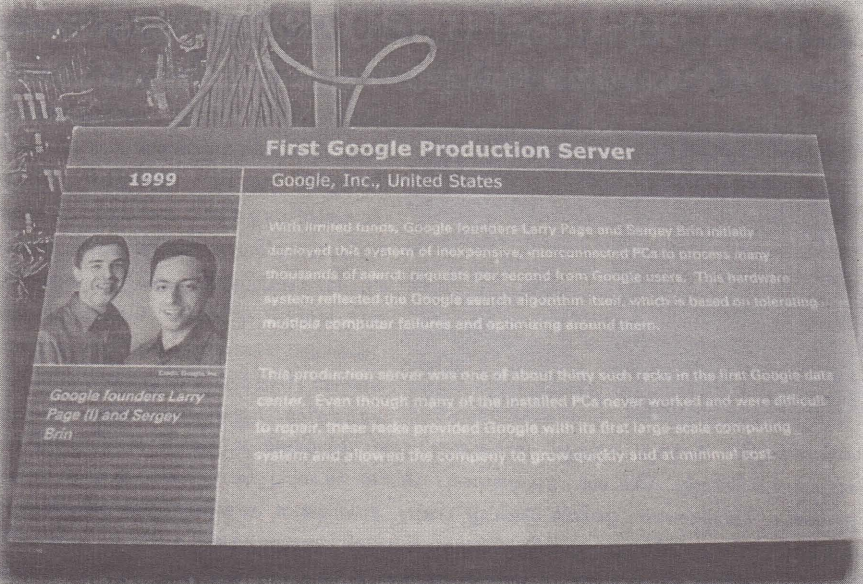 First Google Production Server
1999
Google, Inc., United States
With limited funds, Google founders Larry Page and Sergey Brin initially
deployed this system of inexpensive, interconnected PCs to process many
thousands of search requests per second from Google users. This hardware
system reflected the Google search algorithm itself, which is based on tolerating
multiple computer failures and optimizing around them.
This production server was one of about thirty such racks in the first Google data
center. Even though many of the installed PCs never worked and were difficult
to repair, these racks provided Google with its first large-scale computing
system and allowed the company to grow quickly and at minimal cost.
Credit: Google, Inc.
Google founders Larry
Page (l) and Sergey
Brin